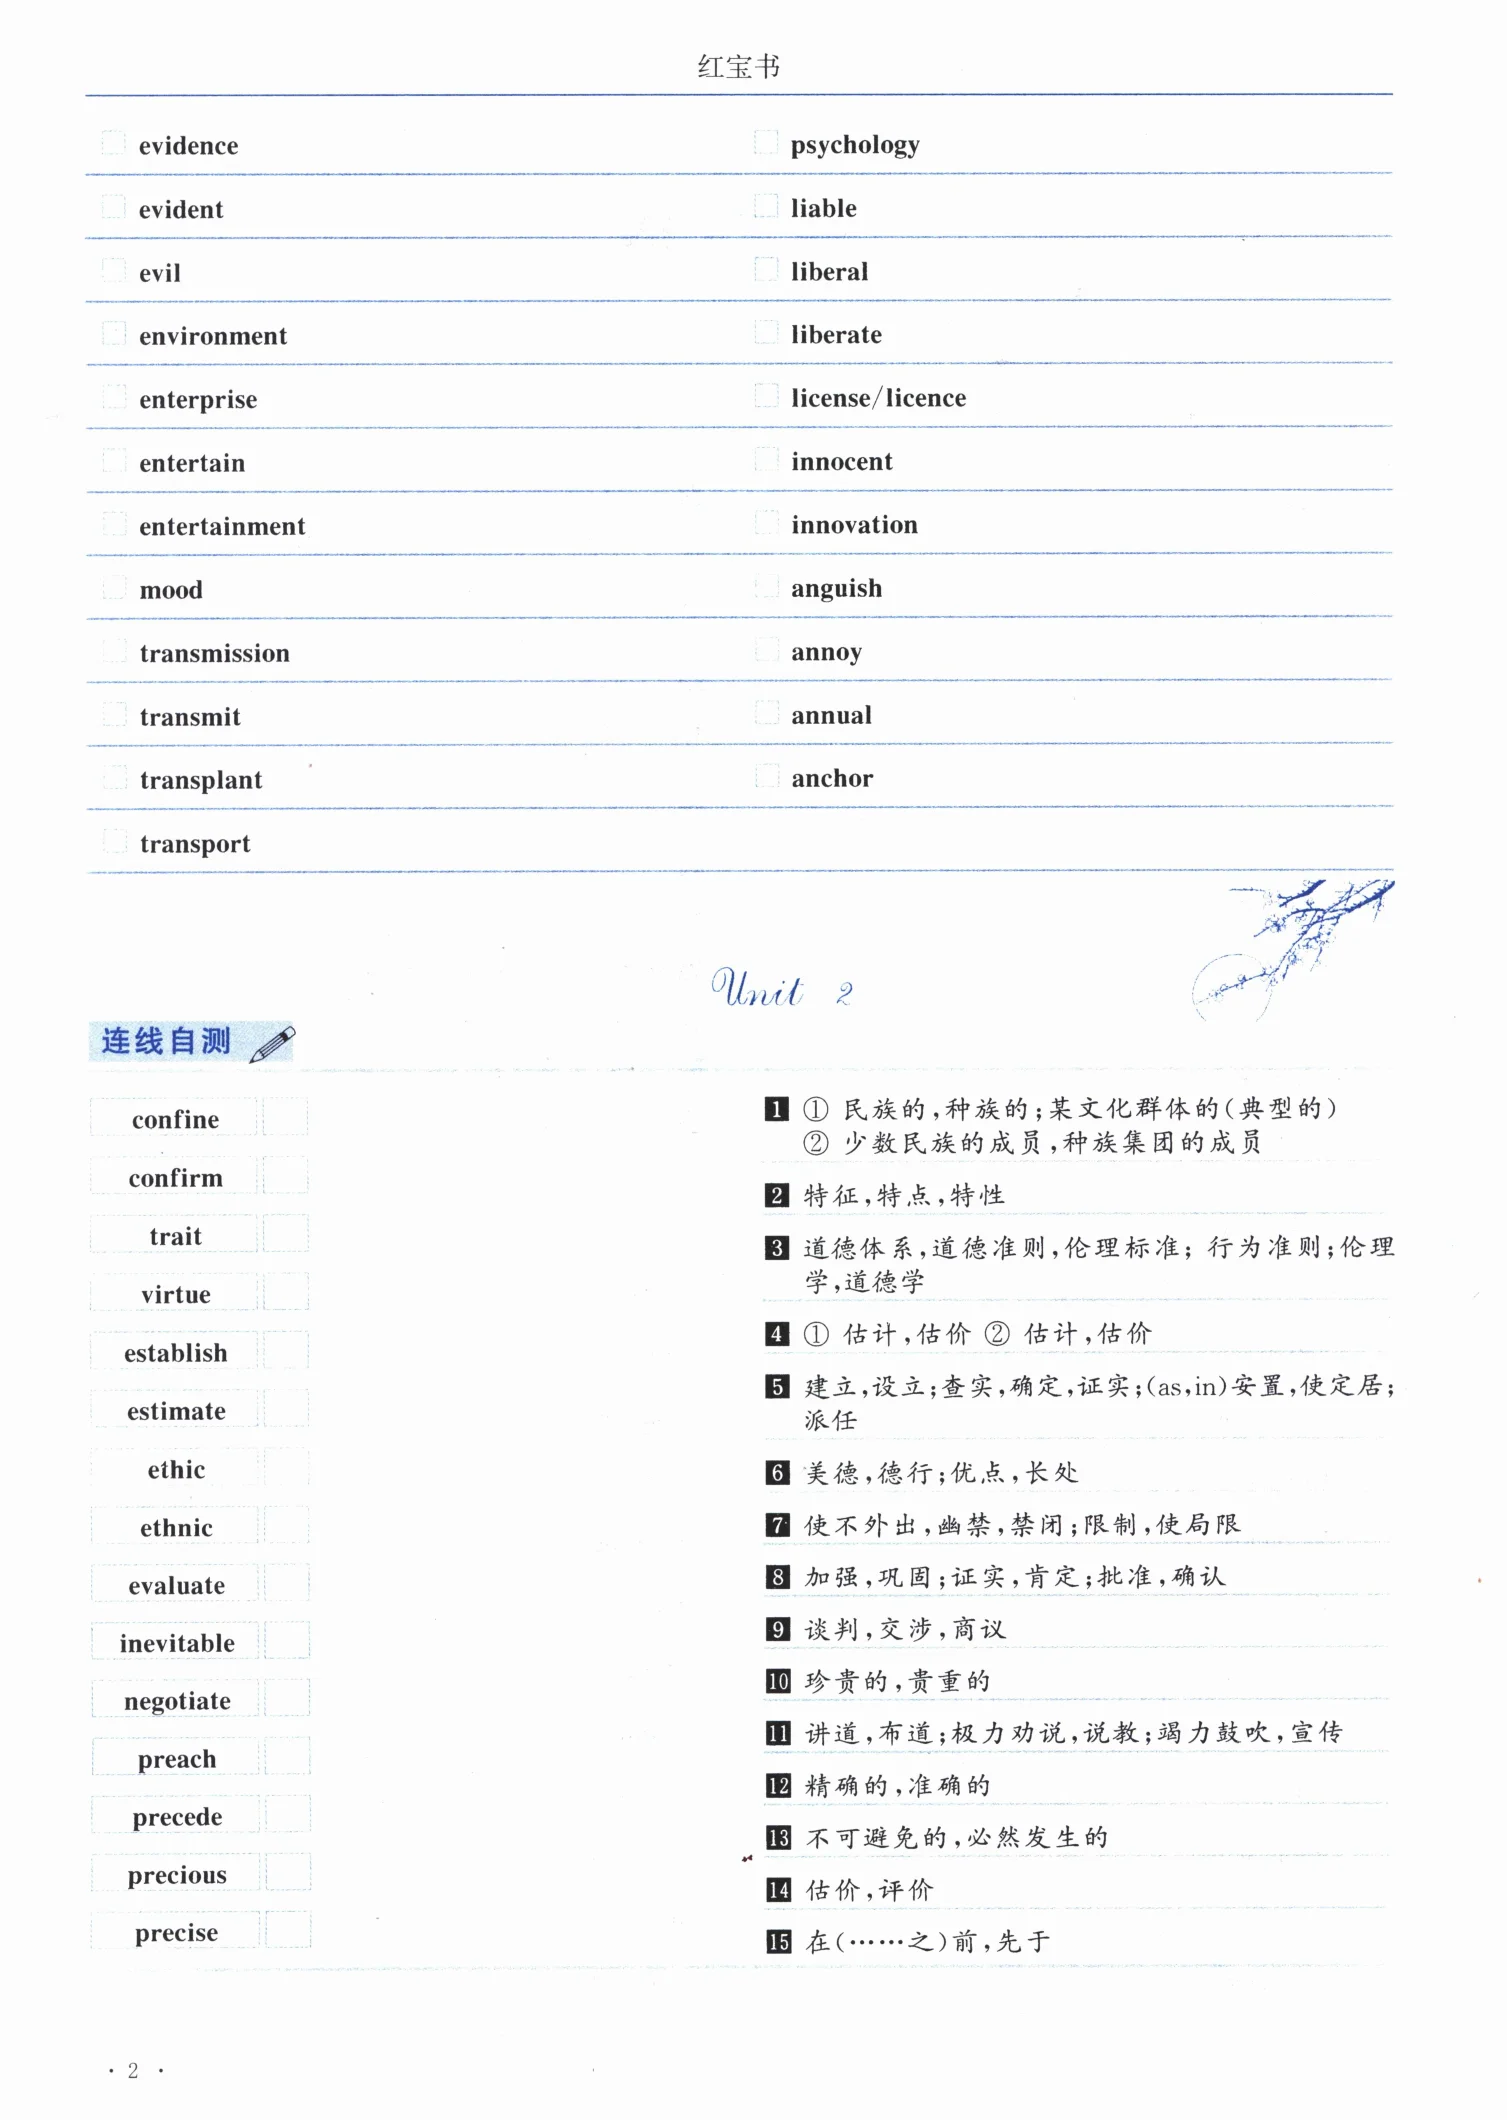 红宝书
evidence
psychology
evident
liable
evil
liberal
environment
liberate
enterprise
license/licence
entertain
innocent
entertainment
innovation
mood
anguish
transmission
annoy
transmit
annual
transplant
anchor
transport
Unit 2
连线自测
confine
confirm
trait
virtue
establish
estimate
ethic
ethnic
evaluate
inevitable
negotiate
preach
precede
precious
precise
1 ① 民族的,种族的;某文化群体的(典型的)
② 少数民族的成员,种族集团的成员
2 特征,特点,特性
3 道德体系,道德准则,伦理标准; 行为准则;伦理
学,道德学
4 ① 估计,估价 ② 估计,估价
5 建立,设立;查实,确定,证实;(as,in)安置,使定居;
派任
6 美德,德行;优点,长处
7 使不外出,幽禁,禁闭;限制,使局限
8 加强,巩固;证实,肯定;批准,确认
9 谈判,交涉,商议
10 珍贵的,贵重的
11 讲道,布道;极力劝说,说教;竭力鼓吹,宣传
12 精确的,准确的
13 不可避免的,必然发生的
14 估价,评价
15 在(……之)前,先于
· 2 ·